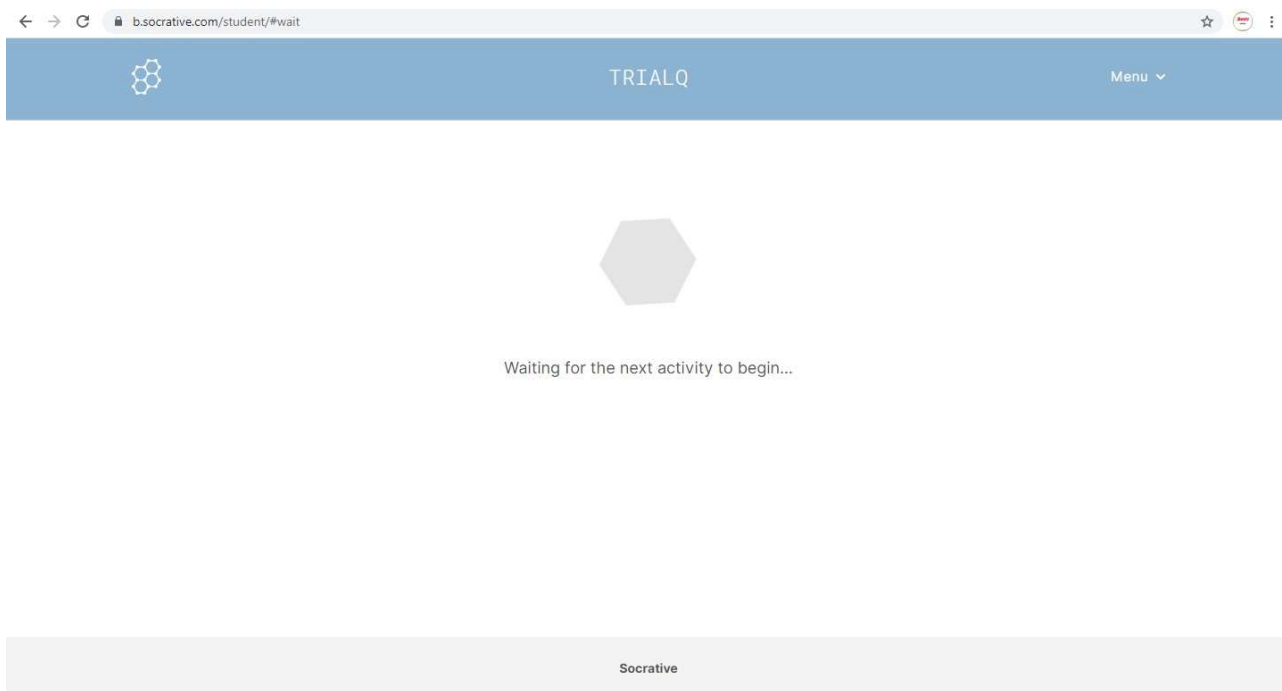 b.socrative.com/student/#wait
TRIALQ
Menu
Waiting for the next activity to begin...
Socrative